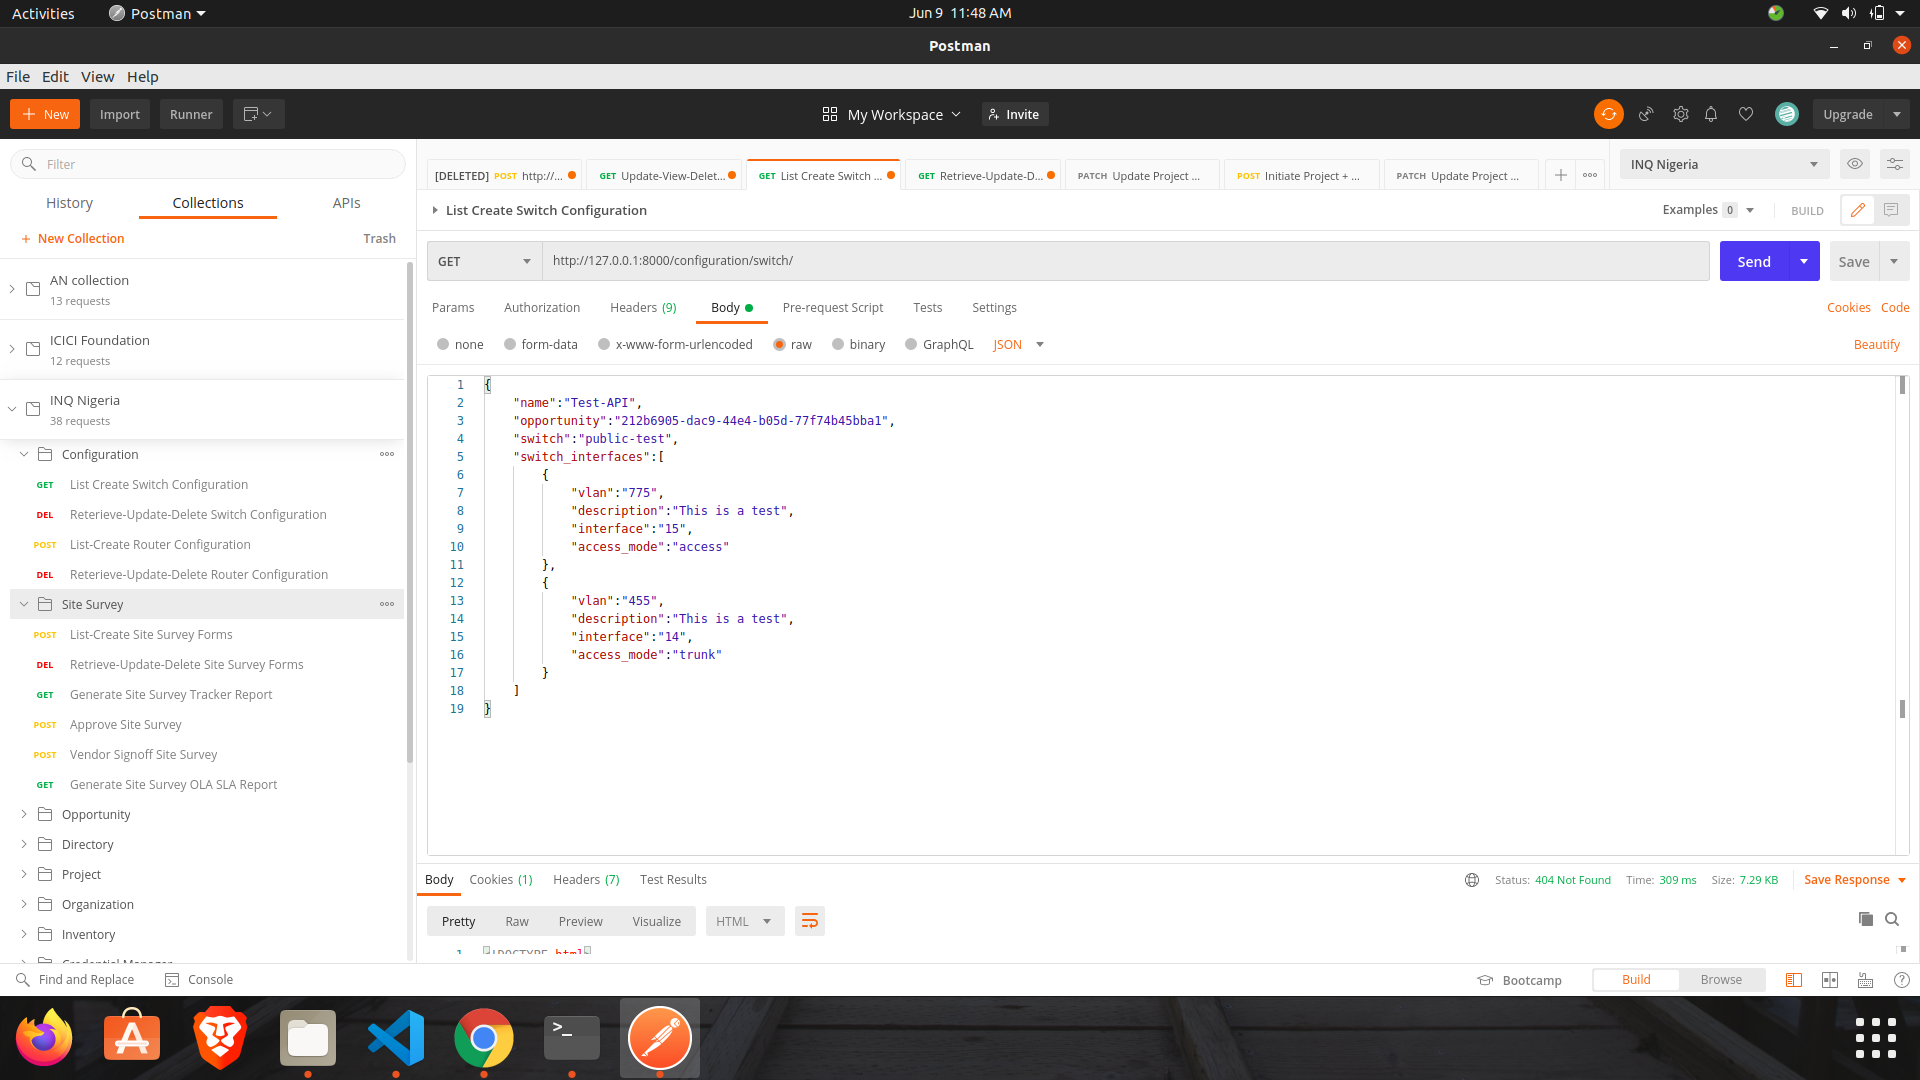 Activities Postman Jun 9 11:48 AM
Postman
File Edit View Help
New Import Runner My Workspace Invite Upgrade
Filter
[DELETED] POST http://... GET Update-View-Delet... GET List Create Switch ... GET Retrieve-Update-D... PATCH Update Project ... POST Initiate Project + ... PATCH Update Project ... INQ Nigeria
History Collections APIs
List Create Switch Configuration Examples 0 BUILD
+ New Collection Trash
GET http://127.0.0.1:8000/configuration/switch/ Send Save
AN collection
13 requests
ICICI Foundation
12 requests
INQ Nigeria
38 requests
Configuration
GET List Create Switch Configuration
DEL Reterieve-Update-Delete Switch Configuration
POST List-Create Router Configuration
DEL Reterieve-Update-Delete Router Configuration
Site Survey
POST List-Create Site Survey Forms
DEL Retrieve-Update-Delete Site Survey Forms
GET Generate Site Survey Tracker Report
POST Approve Site Survey
POST Vendor Signoff Site Survey
GET Generate Site Survey OLA SLA Report
Opportunity
Directory
Project
Organization
Inventory
Credential Manager
Params Authorization Headers (9) Body Pre-request Script Tests Settings Cookies Code
none form-data x-www-form-urlencoded raw binary GraphQL JSON Beautify
1 {
2 "name":"Test-API",
3 "opportunity":"212b6905-dac9-44e4-b05d-77f74b45bba1",
4 "switch":"public-test",
5 "switch_interfaces":[
6 {
7 "vlan":"775",
8 "description":"This is a test",
9 "interface":"15",
10 "access_mode":"access"
11 },
12 {
13 "vlan":"455",
14 "description":"This is a test",
15 "interface":"14",
16 "access_mode":"trunk"
17 }
18 ]
19 }
Body Cookies (1) Headers (7) Test Results Status: 404 Not Found Time: 309 ms Size: 7.29 KB Save Response
Pretty Raw Preview Visualize HTML
1 <!DOCTYPE html>
Find and Replace Console Bootcamp Build Browse